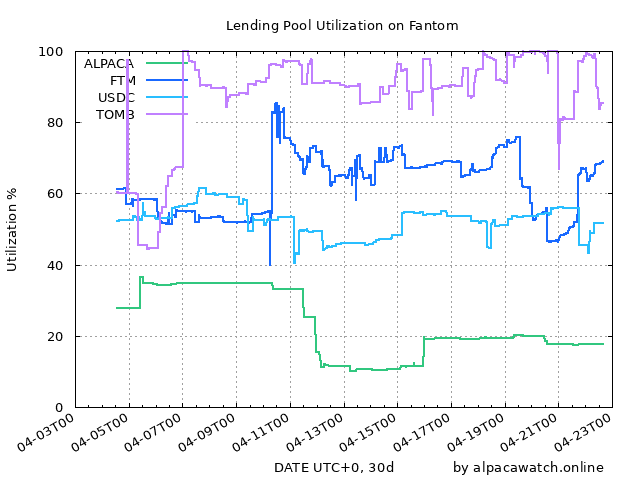 Lending Pool Utilization on Fantom
100
80
60
40
20
0
Utilization %
ALPACA
FTM
USDC
TOMB
04-03T00
04-05T00
04-07T00
04-09T00
04-11T00
04-13T00
04-15T00
04-17T00
04-19T00
04-21T00
04-23T00
DATE UTC+0, 30d
by alpacawatch.online